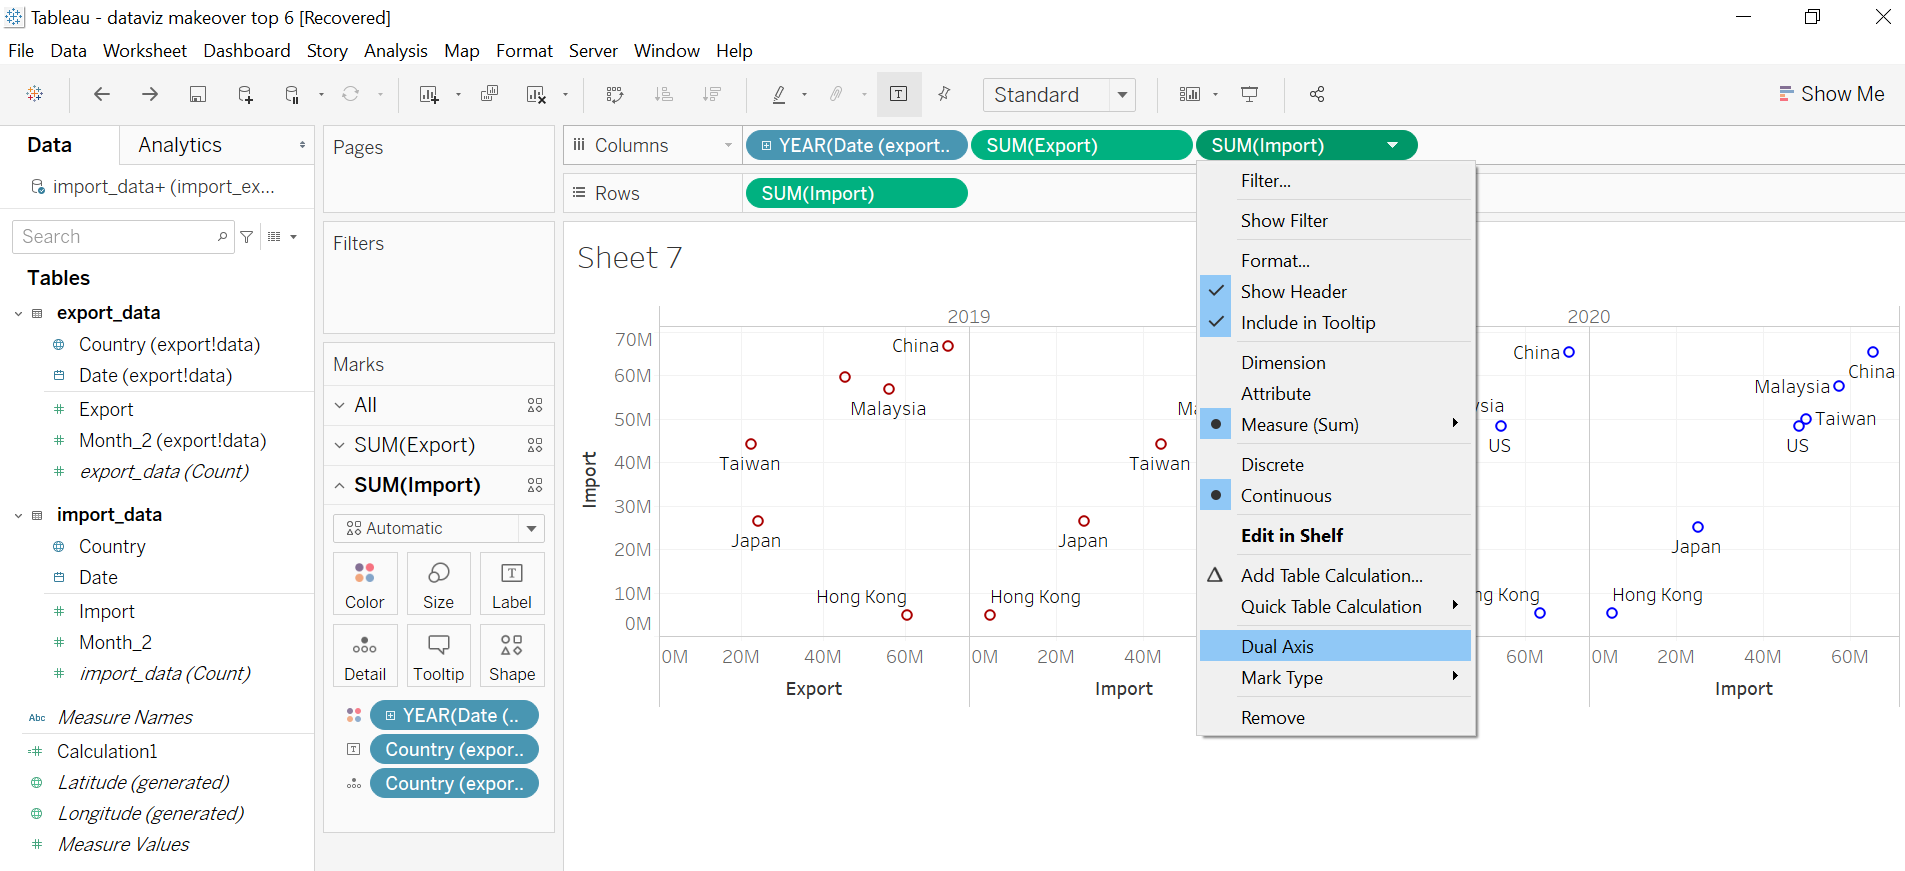 Tableau - dataviz makeover top 6 [Recovered]
File Data Worksheet Dashboard Story Analysis Map Format Server Window Help
Standard
Show Me
Data Analytics
import_data+ (import_ex...
Search
Tables
export_data
Country (export!data)
Date (export!data)
Export
Month_2 (export!data)
export_data (Count)
import_data
Country
Date
Import
Month_2
import_data (Count)
Abc Measure Names
Calculation1
Latitude (generated)
Longitude (generated)
Measure Values
Pages
Filters
Marks
All
SUM(Export)
SUM(Import)
Automatic
Color Size Label
Detail Tooltip Shape
YEAR(Date (..
Country (expor..
Country (expor..
Columns YEAR(Date (export.. SUM(Export) SUM(Import)
Rows SUM(Import)
Sheet 7
2019 2020
70M
60M
50M
40M
30M
20M
10M
0M
Import
China
Malaysia
Taiwan
Japan
Hong Kong
0M 20M 40M 60M
Export
Ma
Taiwan
Japan
Hong Kong
0M 20M 40M
Import
Filter...
Show Filter
Format...
Show Header
Include in Tooltip
Dimension
Attribute
Measure (Sum)
Discrete
Continuous
Edit in Shelf
Add Table Calculation...
Quick Table Calculation
Dual Axis
Mark Type
Remove
China
ysia
US
ng Kong
60M
China
Malaysia
Taiwan
US
Japan
Hong Kong
0M 20M 40M 60M
Import